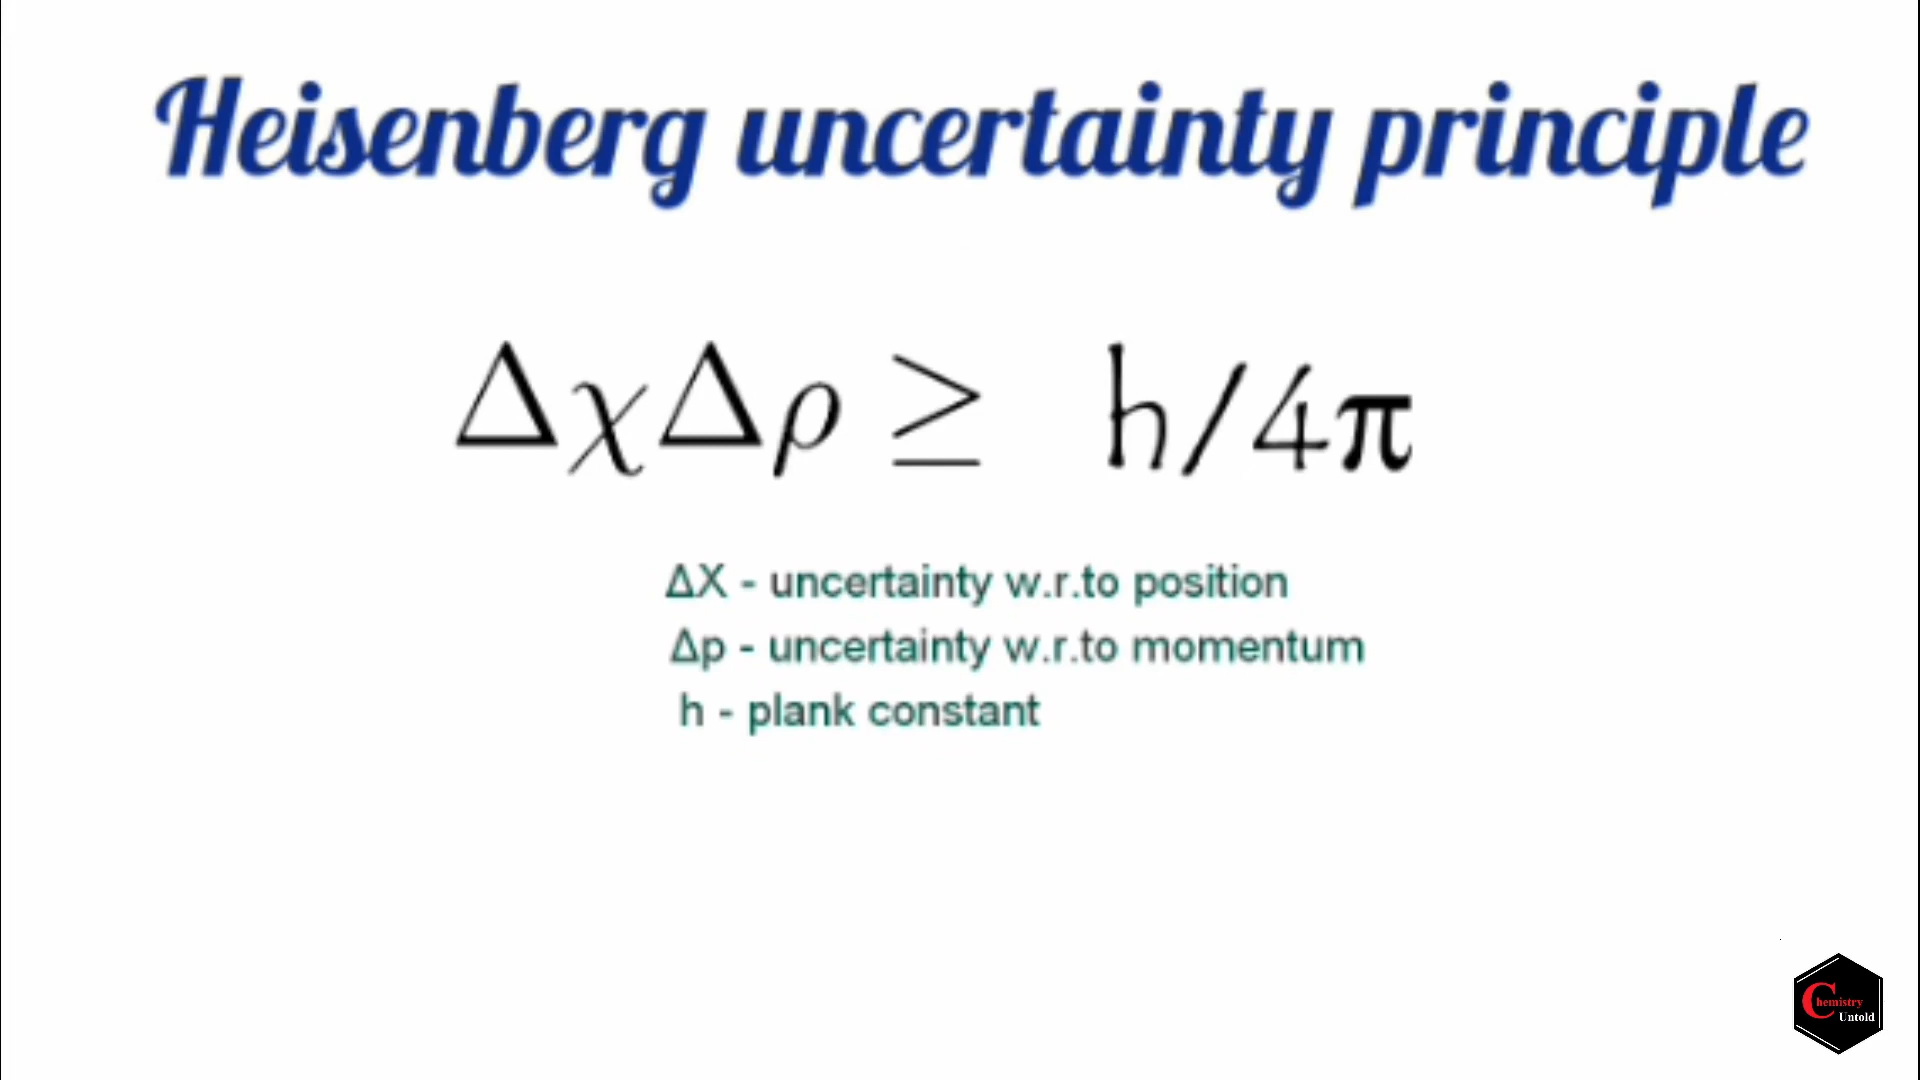 Heisenberg uncertainty principle
ΔχΔρ ≥ h/4π
ΔX - uncertainty w.r.to position
Δp - uncertainty w.r.to momentum
h - plank constant
Chemistry
Untold